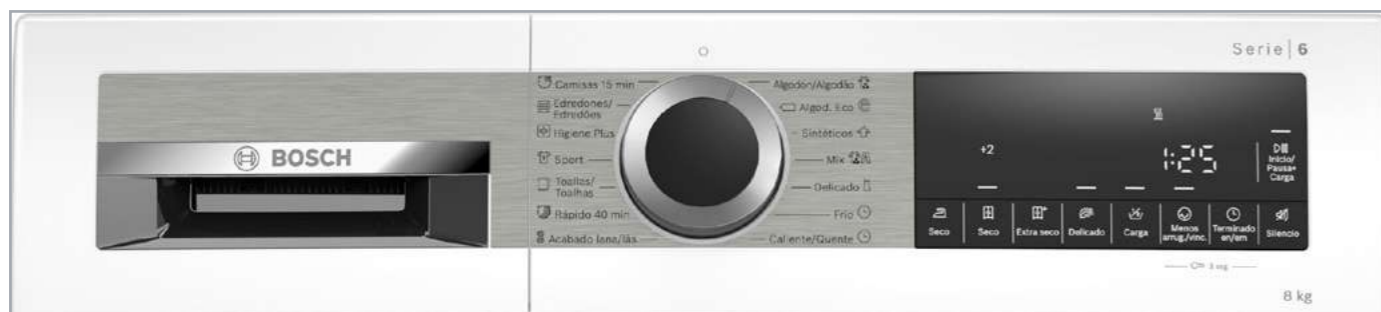 Serie | 6
BOSCH
Camisas 15 min
Edredones/
Edredões
Higiene Plus
Sport
Toallas/
Toalhas
Rápido 40 min
Acabado lana/lãs
Algodón/Algodão
Algod. Eco
Sintéticos
Mix
Delicado
Frío
Caliente/Quente
+2
1:25
Inicio/
Pausa+
Carga
Seco
Seco
Extra seco
Delicado
Carga
Menos
arrug./vinc.
Terminado
en/em
Silencio
3 seg
8 kg